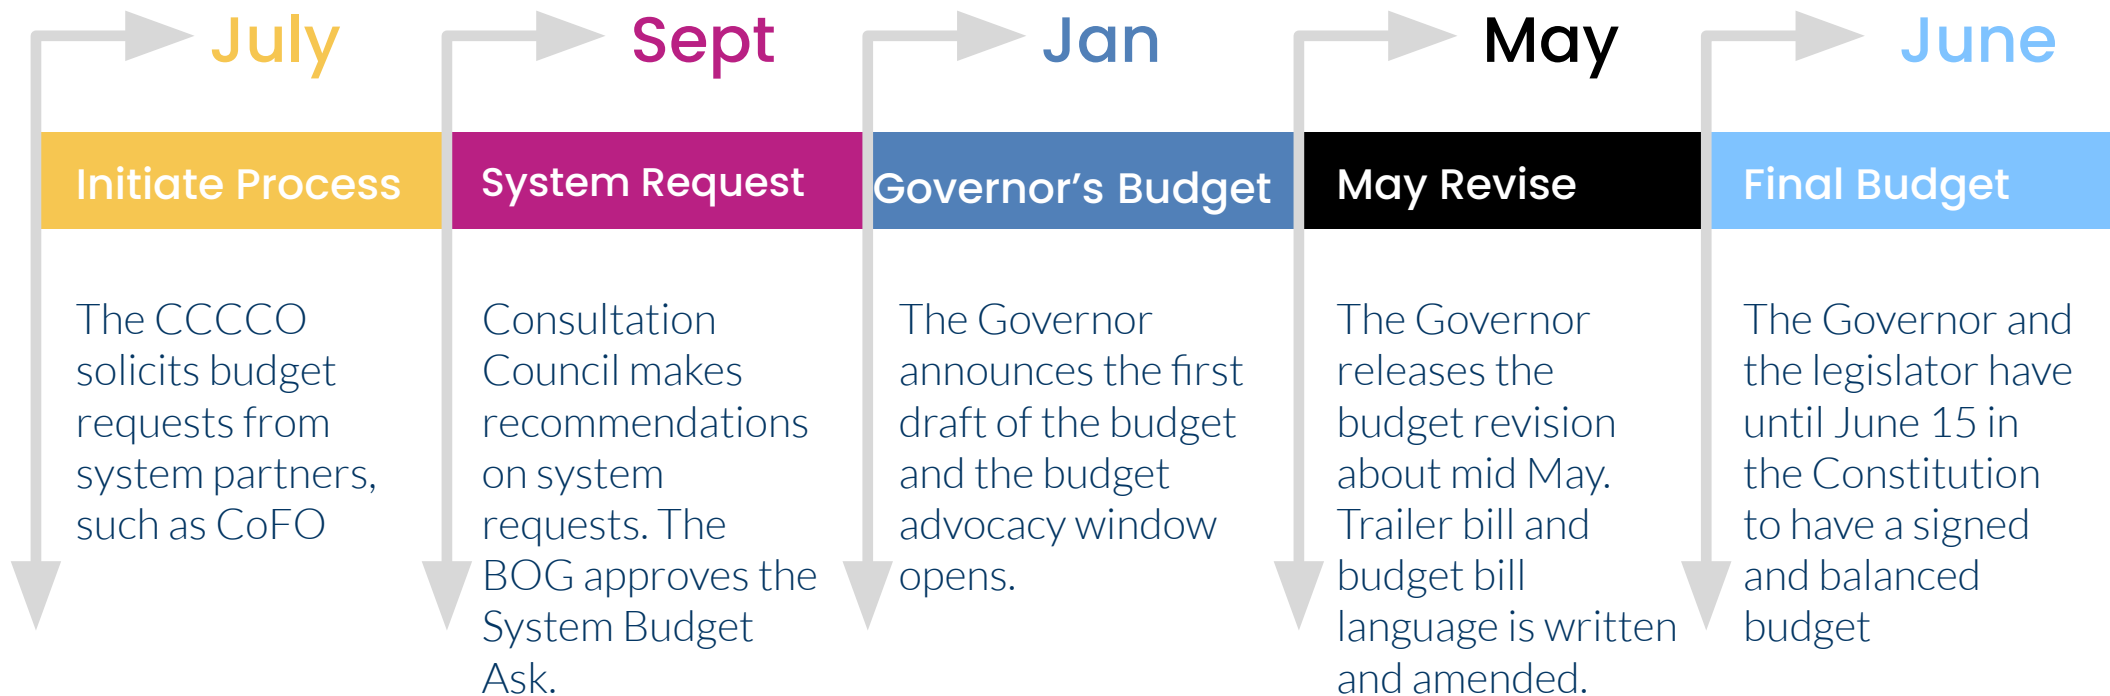 July
Initiate Process
The CCCCO
solicits budget
requests from
system partners,
such as CoFO
Sept
System Request
Consultation
Council makes
recommendations
on system
requests. The
BOG approves the
System Budget
Ask.
Jan
Governor’s Budget
The Governor
announces the first
draft of the budget
and the budget
advocacy window
opens.
May
May Revise
The Governor
releases the
budget revision
about mid May.
Trailer bill and
budget bill
language is written
and amended.
June
Final Budget
The Governor and
the legislator have
until June 15 in
the Constitution
to have a signed
and balanced
budget